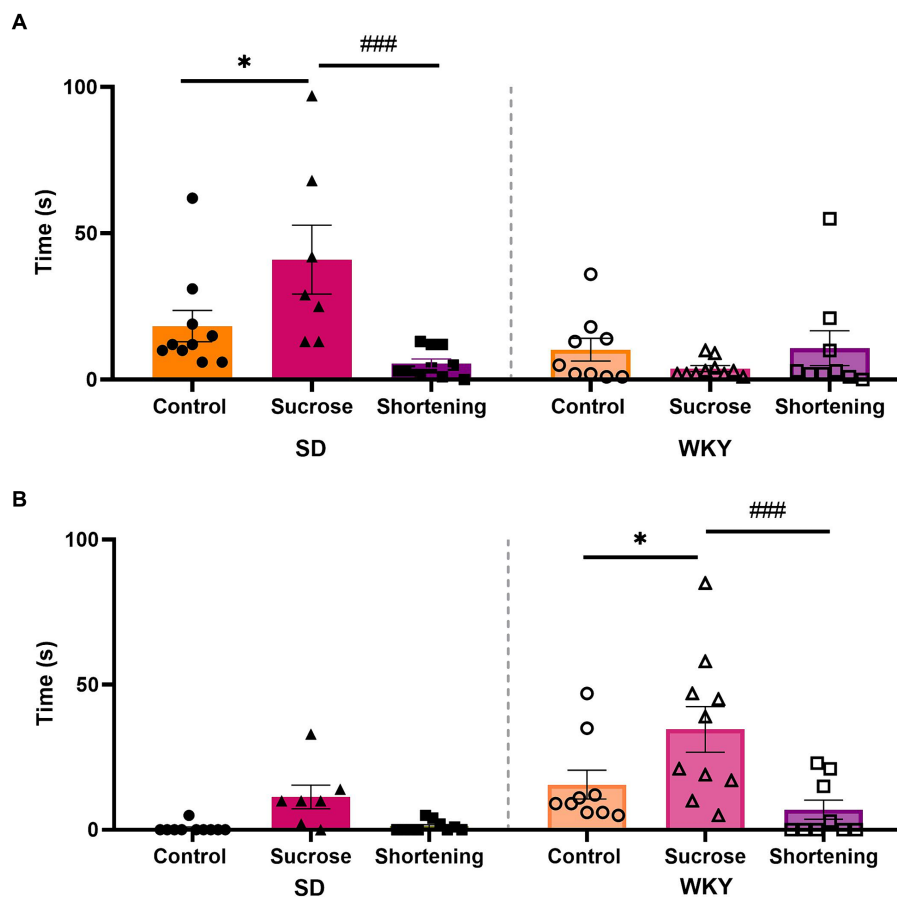 A
* ###
100
Time (s)
50
0
Control Sucrose Shortening Control Sucrose Shortening
SD WKY
B
###
100 *
Time (s)
50
0
Control Sucrose Shortening Control Sucrose Shortening
SD WKY